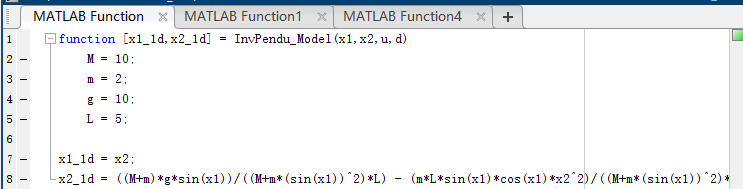 MATLAB Function × MATLAB Function1 × MATLAB Function4 × +
1 function [x1_1d,x2_1d] = InvPendu_Model(x1,x2,u,d)
2 – M = 10;
3 – m = 2;
4 – g = 10;
5 – L = 5;
6
7 – x1_1d = x2;
8 – x2_1d = ((M+m)*g*sin(x1))/((M+m*(sin(x1))^2)*L) - (m*L*sin(x1)*cos(x1)*x2^2)/((M+m*(sin(x1))^2)*